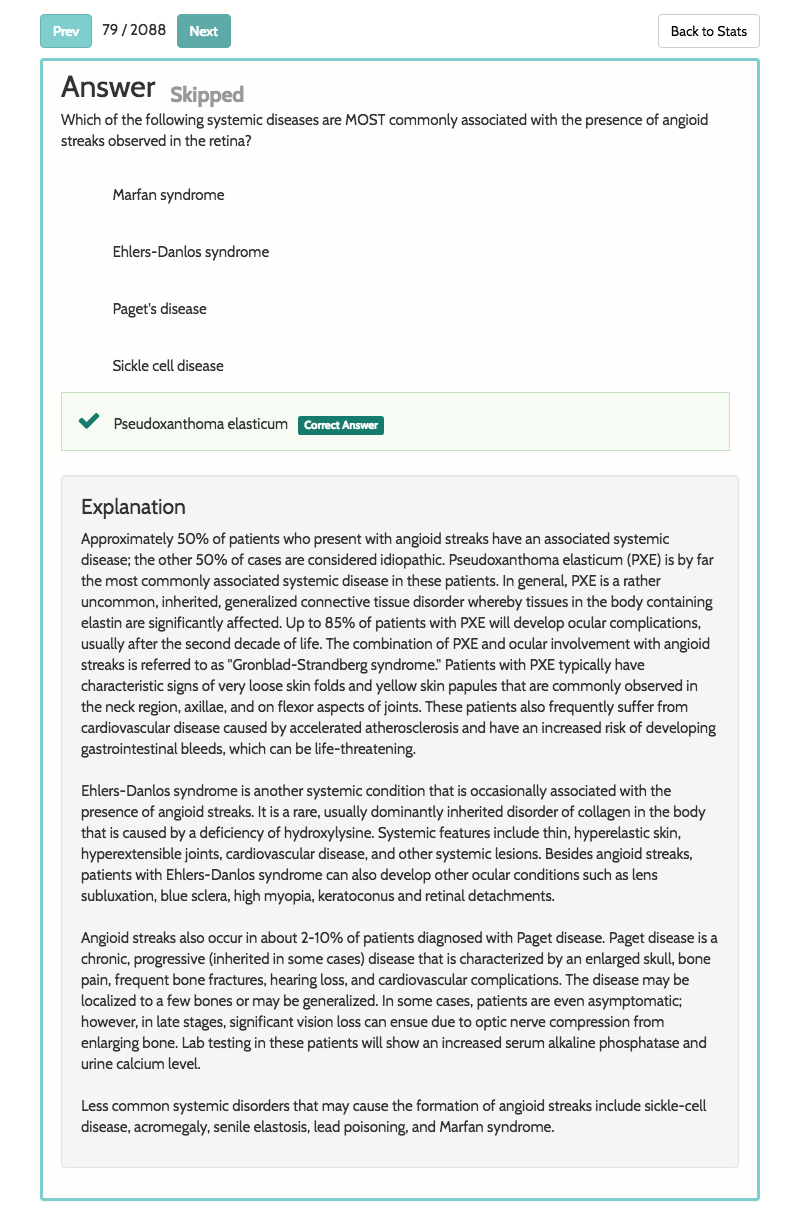 Prev 79 / 2088 Next Back to Stats
Answer Skipped
Which of the following systemic diseases are MOST commonly associated with the presence of angioid
streaks observed in the retina?
Marfan syndrome
Ehlers-Danlos syndrome
Paget's disease
Sickle cell disease
Pseudoxanthoma elasticum Correct Answer
Explanation
Approximately 50% of patients who present with angioid streaks have an associated systemic
disease; the other 50% of cases are considered idiopathic. Pseudoxanthoma elasticum (PXE) is by far
the most commonly associated systemic disease in these patients. In general, PXE is a rather
uncommon, inherited, generalized connective tissue disorder whereby tissues in the body containing
elastin are significantly affected. Up to 85% of patients with PXE will develop ocular complications,
usually after the second decade of life. The combination of PXE and ocular involvement with angioid
streaks is referred to as "Gronblad-Strandberg syndrome." Patients with PXE typically have
characteristic signs of very loose skin folds and yellow skin papules that are commonly observed in
the neck region, axillae, and on flexor aspects of joints. These patients also frequently suffer from
cardiovascular disease caused by accelerated atherosclerosis and have an increased risk of developing
gastrointestinal bleeds, which can be life-threatening.
Ehlers-Danlos syndrome is another systemic condition that is occasionally associated with the
presence of angioid streaks. It is a rare, usually dominantly inherited disorder of collagen in the body
that is caused by a deficiency of hydroxylysine. Systemic features include thin, hyperelastic skin,
hyperextensible joints, cardiovascular disease, and other systemic lesions. Besides angioid streaks,
patients with Ehlers-Danlos syndrome can also develop other ocular conditions such as lens
subluxation, blue sclera, high myopia, keratoconus and retinal detachments.
Angioid streaks also occur in about 2-10% of patients diagnosed with Paget disease. Paget disease is a
chronic, progressive (inherited in some cases) disease that is characterized by an enlarged skull, bone
pain, frequent bone fractures, hearing loss, and cardiovascular complications. The disease may be
localized to a few bones or may be generalized. In some cases, patients are even asymptomatic;
however, in late stages, significant vision loss can ensue due to optic nerve compression from
enlarging bone. Lab testing in these patients will show an increased serum alkaline phosphatase and
urine calcium level.
Less common systemic disorders that may cause the formation of angioid streaks include sickle-cell
disease, acromegaly, senile elastosis, lead poisoning, and Marfan syndrome.